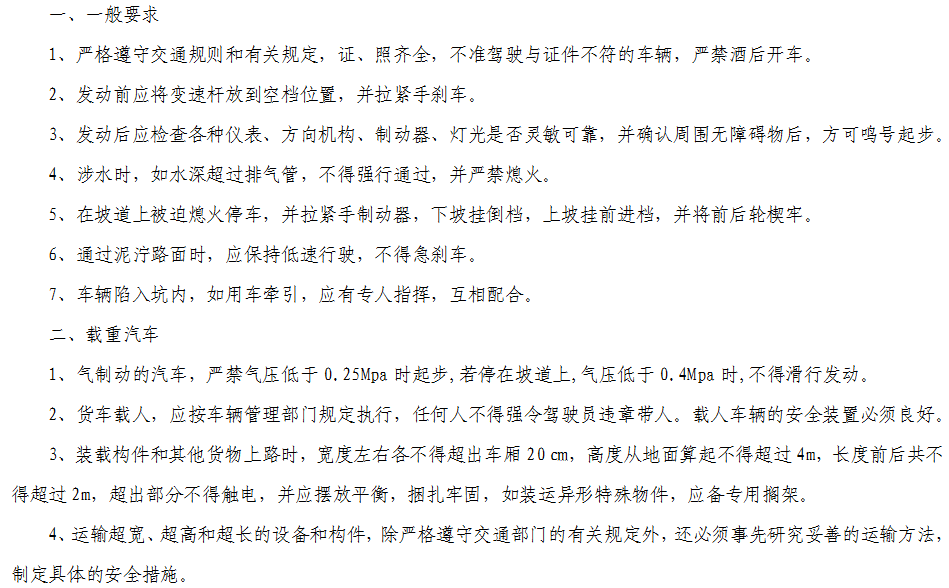 一、一般要求
1、严格遵守交通规则和有关规定，证、照齐全，不准驾驶与证件不符的车辆，严禁酒后开车。
2、发动前应将变速杆放到空档位置，并拉紧手刹车。
3、发动后应检查各种仪表、方向机构、制动器、灯光是否灵敏可靠，并确认周围无障碍物后，方可鸣号起步。
4、涉水时，如水深超过排气管，不得强行通过，并严禁熄火。
5、在坡道上被迫熄火停车，并拉紧手制动器，下坡挂倒档，上坡挂前进档，并将前后轮楔牢。
6、通过泥泞路面时，应保持低速行驶，不得急刹车。
7、车辆陷入坑内，如用车牵引，应有专人指挥，互相配合。
二、载重汽车
1、气制动的汽车，严禁气压低于 0.25Mpa 时起步,若停在坡道上,气压低于 0.4Mpa 时,不得滑行发动。
2、货车载人，应按车辆管理部门规定执行，任何人不得强令驾驶员违章带人。载人车辆的安全装置必须良好。
3、装载构件和其他货物上路时，宽度左右各不得超出车厢 20 cm，高度从地面算起不得超过 4m，长度前后共不
得超过 2m，超出部分不得触电，并应摆放平衡，捆扎牢固，如装运异形特殊物件，应备专用搁架。
4、运输超宽、超高和超长的设备和构件，除严格遵守交通部门的有关规定外，还必须事先研究妥善的运输方法，
制定具体的安全措施。